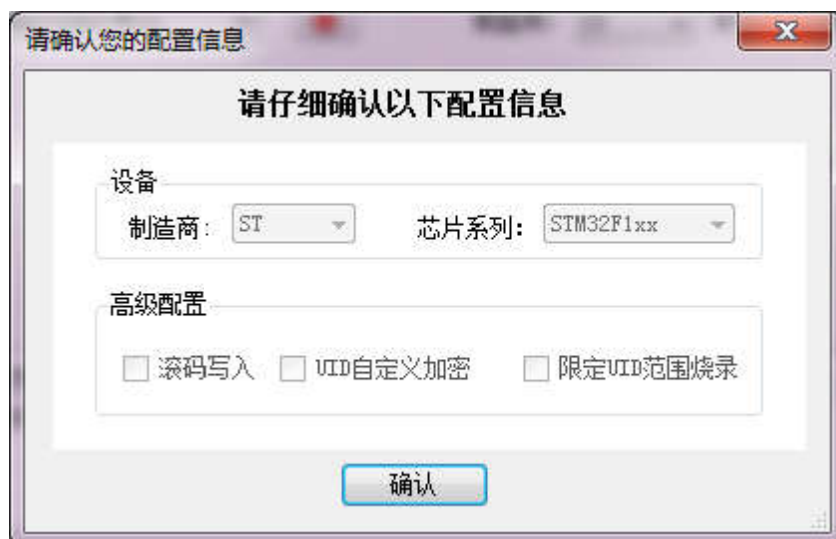 请确认您的配置信息
请仔细确认以下配置信息
设备
制造商: ST 芯片系列: STM32F1xx
高级配置
滚码写入 UID自定义加密 限定UID范围烧录
确认